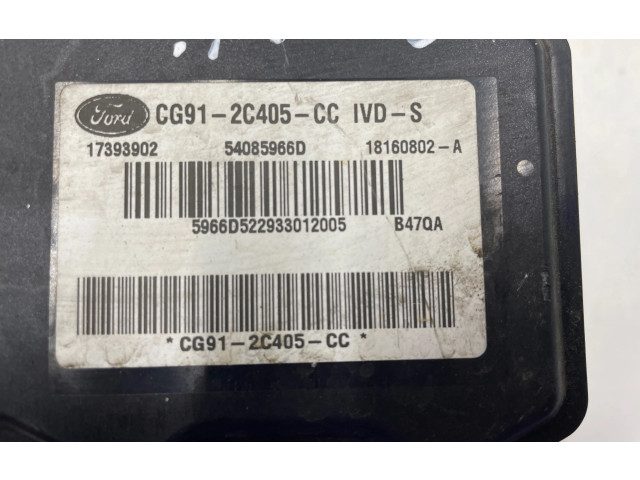 Ford CG91-2C405-CC IVD-S
17393902 54085966D 18160802-A
5966D522933012005 B47QA
* CG91-2C405-CC *